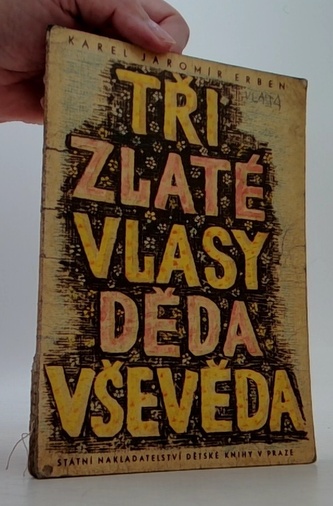 KAREL JAROMÍR ERBEN
TŘI
ZLATÉ
VLASY
DĚDA
VŠEVĚDA
STÁTNÍ NAKLADATELSTVÍ DĚTSKÉ KNIHY V PRAZE